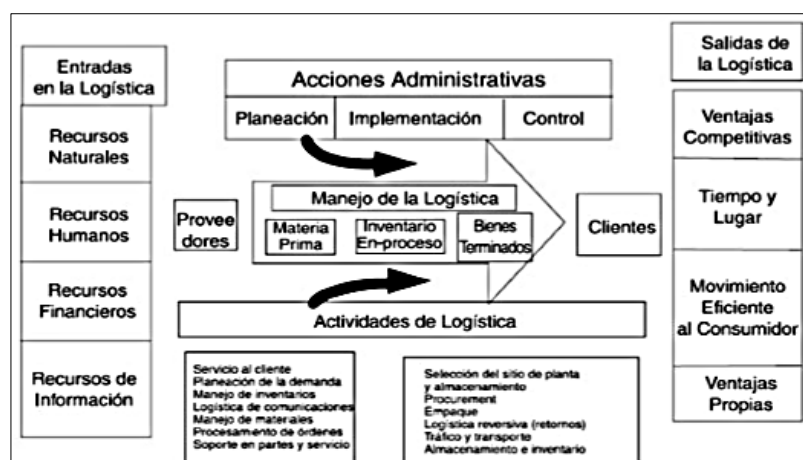 Entradas
en la Logística
Recursos
Naturales
Recursos
Humanos
Recursos
Financieros
Recursos de
Información
Acciones Administrativas
Planeación
Implementación
Control
Provee
dores
Manejo de la Logística
Materia
Prima
Inventario
En-proceso
Bienes
Terminados
Clientes
Actividades de Logística
Servicio al cliente
Planeación de la demanda
Manejo de inventarios
Logística de comunicaciones
Manejo de materiales
Procesamiento de órdenes
Soporte en partes y servicio
Selección del sitio de planta
y almacenamiento
Procurement
Empaque
Logística reversiva (retornos)
Tráfico y transporte
Almacenamiento e inventario
Salidas de
la Logística
Ventajas
Competitivas
Tiempo y
Lugar
Movimiento
Eficiente
al Consumidor
Ventajas
Propias